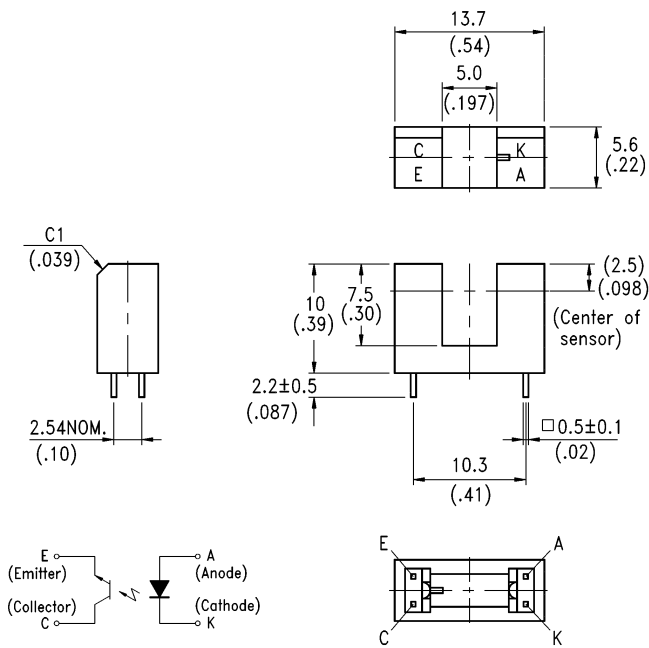 13.7
(.54)
5.0
(.197)
C
K
E
A
5.6
(.22)
C1
(.039)
10
(.39)
7.5
(.30)
(2.5)
(.098)
(Center of
sensor)
2.2±0.5
(.087)
2.54NOM.
(.10)
□0.5±0.1
(.02)
10.3
(.41)
E
A
(Emitter)
(Anode)
(Collector)
(Cathode)
C
K
E
A
C
K